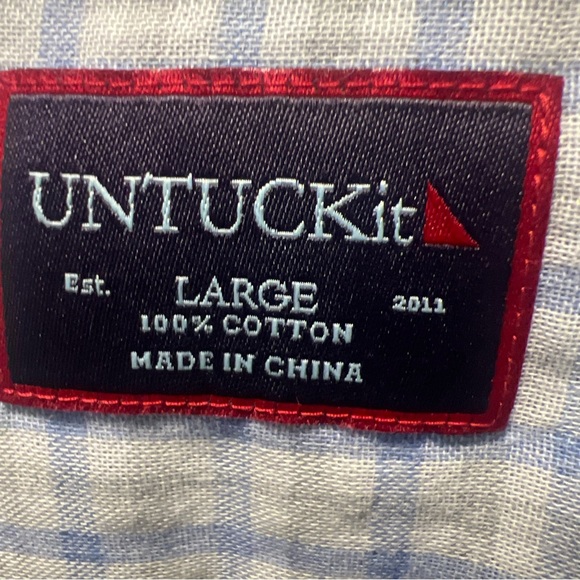 UNTUCKit
Est. LARGE 2011
100% COTTON
MADE IN CHINA